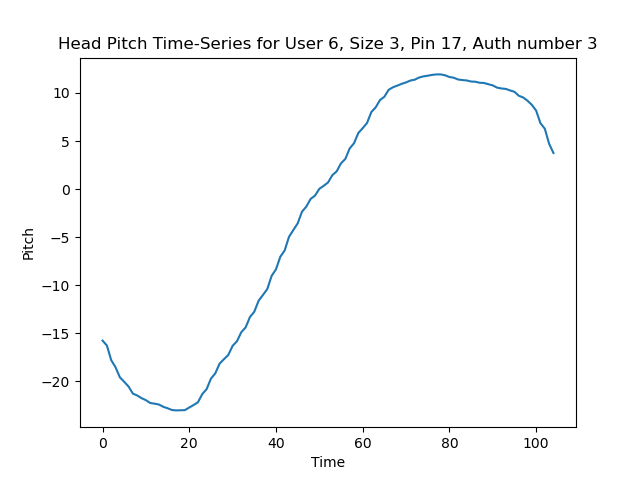 Head Pitch Time-Series for User 6, Size 3, Pin 17, Auth number 3
10
5
0
−5
−10
−15
−20
Pitch
0 20 40 60 80 100
Time